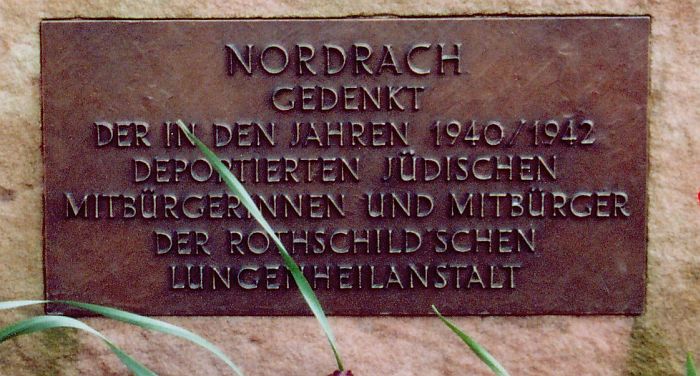 NORDRACH
GEDENKT
DER IN DEN JAHREN 1940/1942
DEPORTIERTEN JÜDISCHEN
MITBÜRGERINNEN UND MITBÜRGER
DER ROTHSCHILD'SCHEN
LUNGENHEILANSTALT